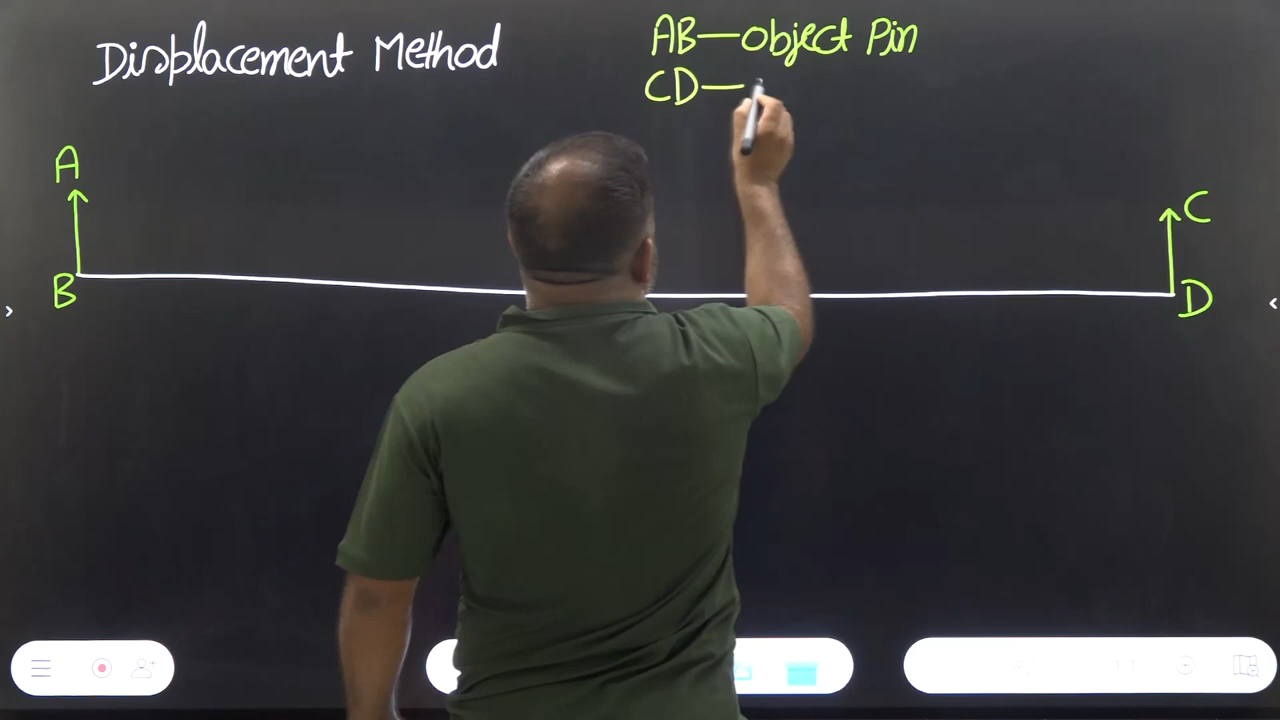 Displacement Method
AB—object Pin
CD—
A
B
C
D